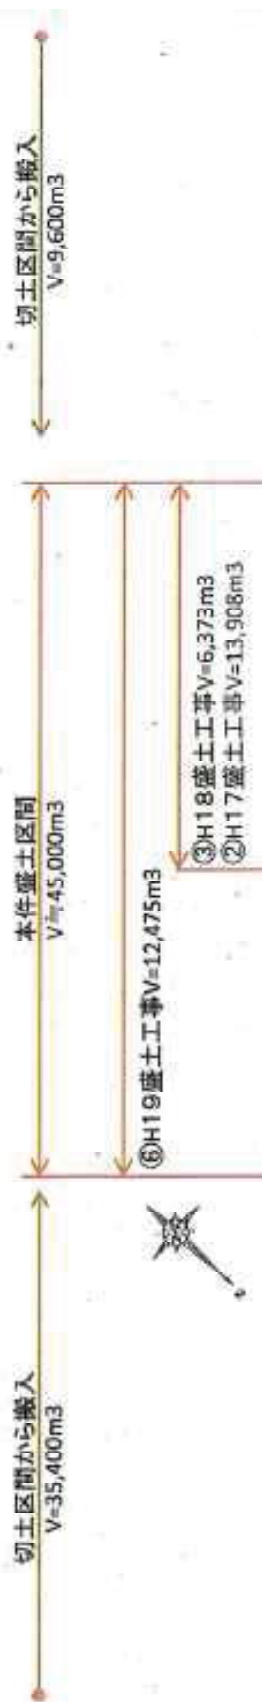 切土区間から搬入
V=35,400m3
本件盛土区間
V≒45,000m3
切土区間から搬入
V=9,600m3
⑥H19盛土工事V=12,475m3
③H18盛土工事V=6,373m3
②H17盛土工事V=13,908m3